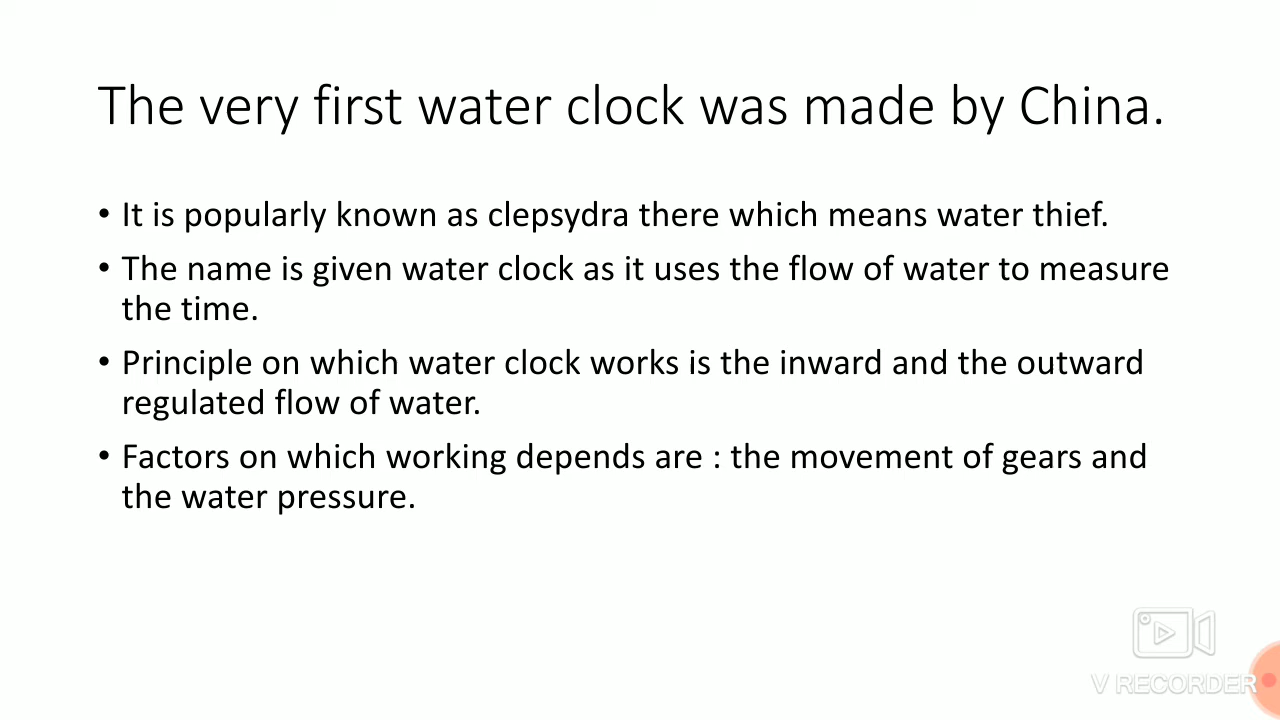 The very first water clock was made by China.
• It is popularly known as clepsydra there which means water thief.
• The name is given water clock as it uses the flow of water to measure
the time.
• Principle on which water clock works is the inward and the outward
regulated flow of water.
• Factors on which working depends are : the movement of gears and
the water pressure.
V RECORDER